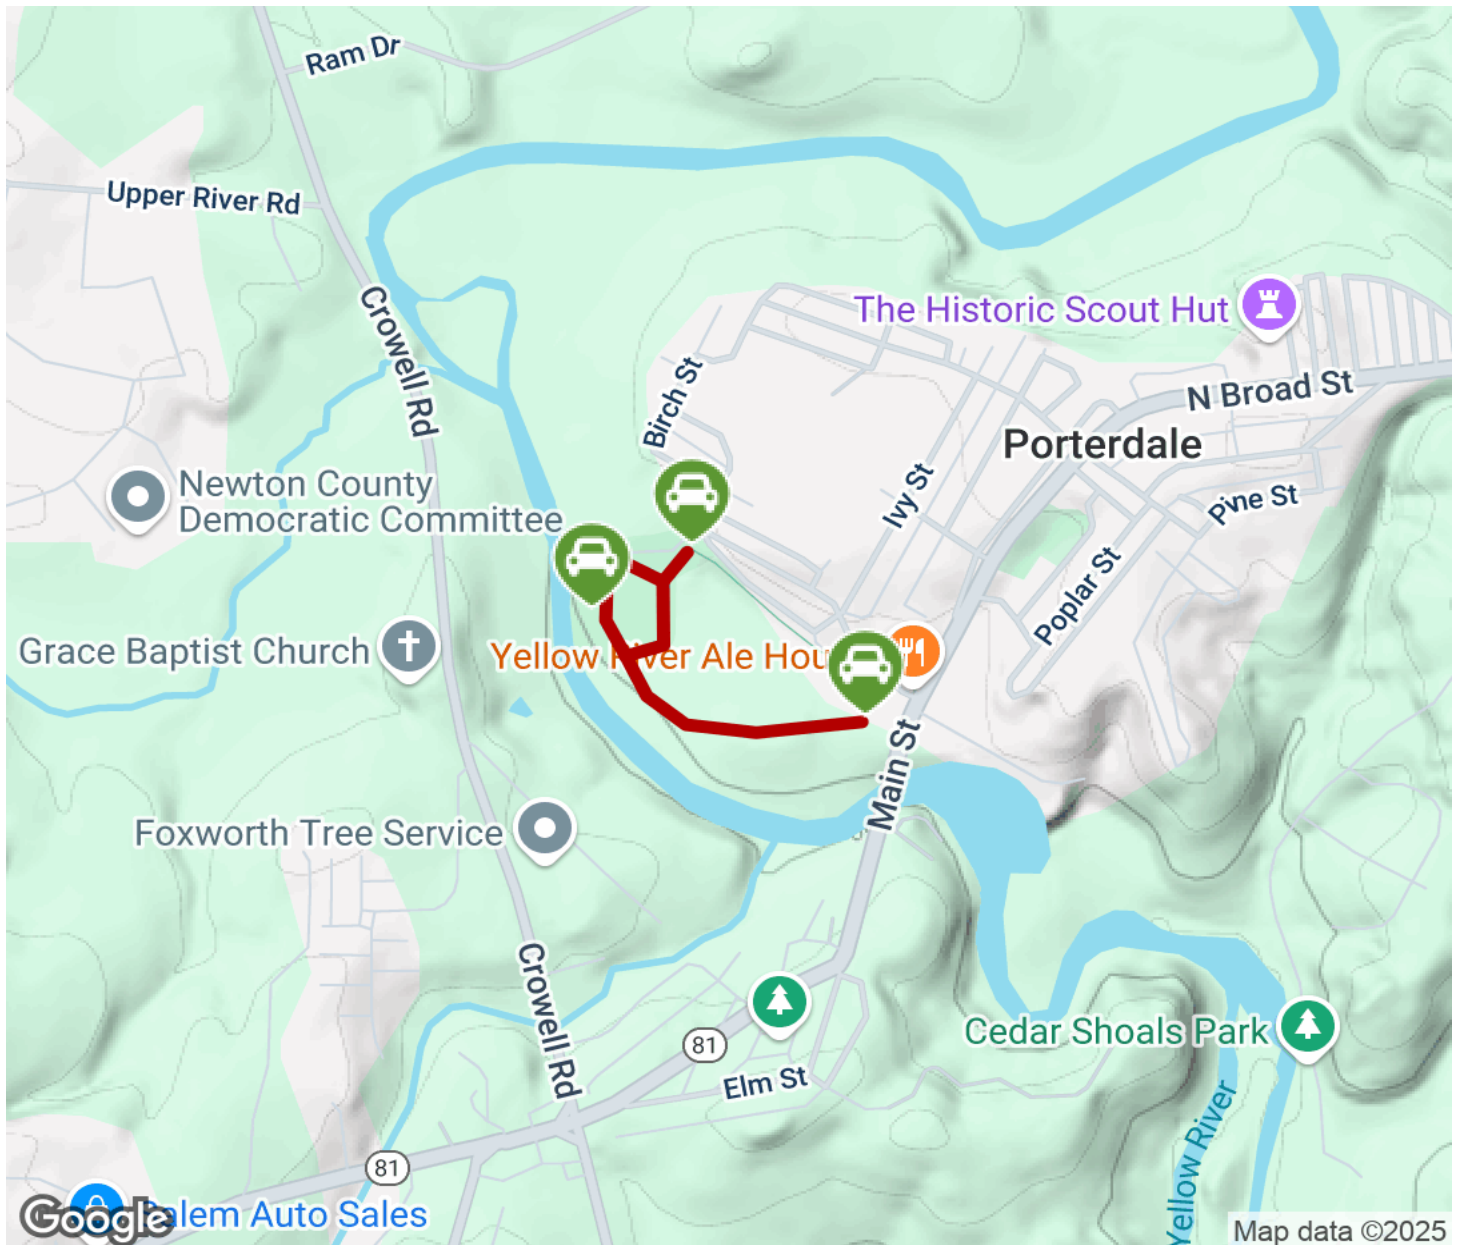 Ram Dr
Upper River Rd
Crowell Rd
The Historic Scout Hut
N Broad St
Birch St
Porterdale
Newton County
Democratic Committee
Ivy St
Pine St
Poplar St
Grace Baptist Church
Yellow River Ale Hou
Main St
Foxworth Tree Service
Crowell Rd
Cedar Shoals Park
81
Elm St
Yellow River
81
Salem Auto Sales
Google
Map data ©2025